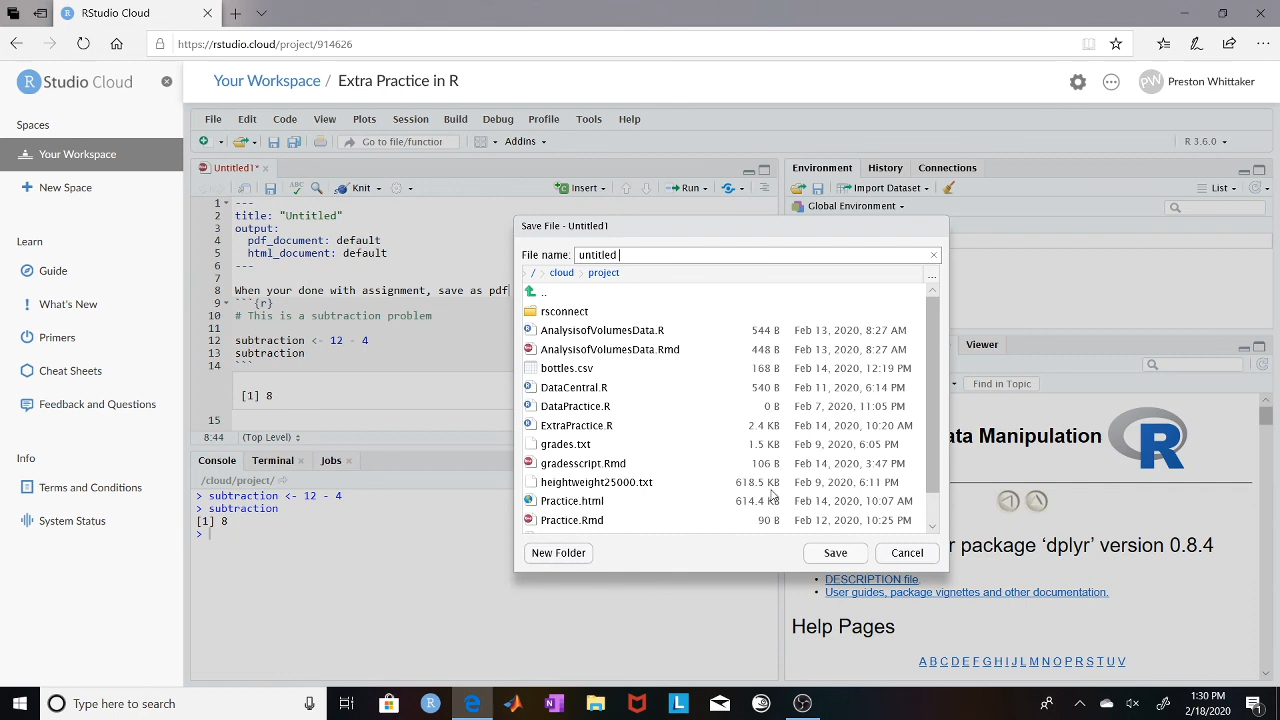 RStudio Cloud
https://rstudio.cloud/project/914626
R Studio Cloud
Your Workspace / Extra Practice in R
PW Preston Whittaker
Spaces
Your Workspace
New Space
Learn
Guide
What's New
Primers
Cheat Sheets
Feedback and Questions
Info
Terms and Conditions
System Status
File Edit Code View Plots Session Build Debug Profile Tools Help
Go to file/function Addins R 3.6.0
Untitled1*
Knit Insert Run
1 ---
2 title: "Untitled"
3 output:
4 pdf_document: default
5 html_document: default
6 ---
7
8 When your done with assignment, save as pdf
9 ```{r}
10 # This is a subtraction problem
11
12 subtraction <- 12 - 4
13 subtraction
14 ```
[1] 8
15
8:44 (Top Level)
Console Terminal Jobs
/cloud/project/
> subtraction <- 12 - 4
> subtraction
[1] 8
>
Save File - Untitled1
File name: untitled
/ cloud project ...
..
rsconnect
AnalysisofVolumesData.R 544 B Feb 13, 2020, 8:27 AM
AnalysisofVolumesData.Rmd 448 B Feb 13, 2020, 8:27 AM
bottles.csv 168 B Feb 14, 2020, 12:19 PM
DataCentral.R 540 B Feb 11, 2020, 6:14 PM
DataPractice.R 0 B Feb 7, 2020, 11:05 PM
ExtraPractice.R 2.4 KB Feb 14, 2020, 10:20 AM
grades.txt 1.5 KB Feb 9, 2020, 6:05 PM
gradesscript.Rmd 106 B Feb 14, 2020, 3:47 PM
heightweight25000.txt 618.5 KB Feb 9, 2020, 6:11 PM
Practice.html 614.4 KB Feb 14, 2020, 10:07 AM
Practice.Rmd 90 B Feb 12, 2020, 10:25 PM
New Folder Save Cancel
Environment History Connections
Import Dataset List
Global Environment
Viewer
Find in Topic
ata Manipulation R
r package ‘dplyr’ version 0.8.4
DESCRIPTION file.
User guides, package vignettes and other documentation.
Help Pages
A B C D E F G H I J L M N O P R S T U V
Type here to search
1:30 PM
2/18/2020